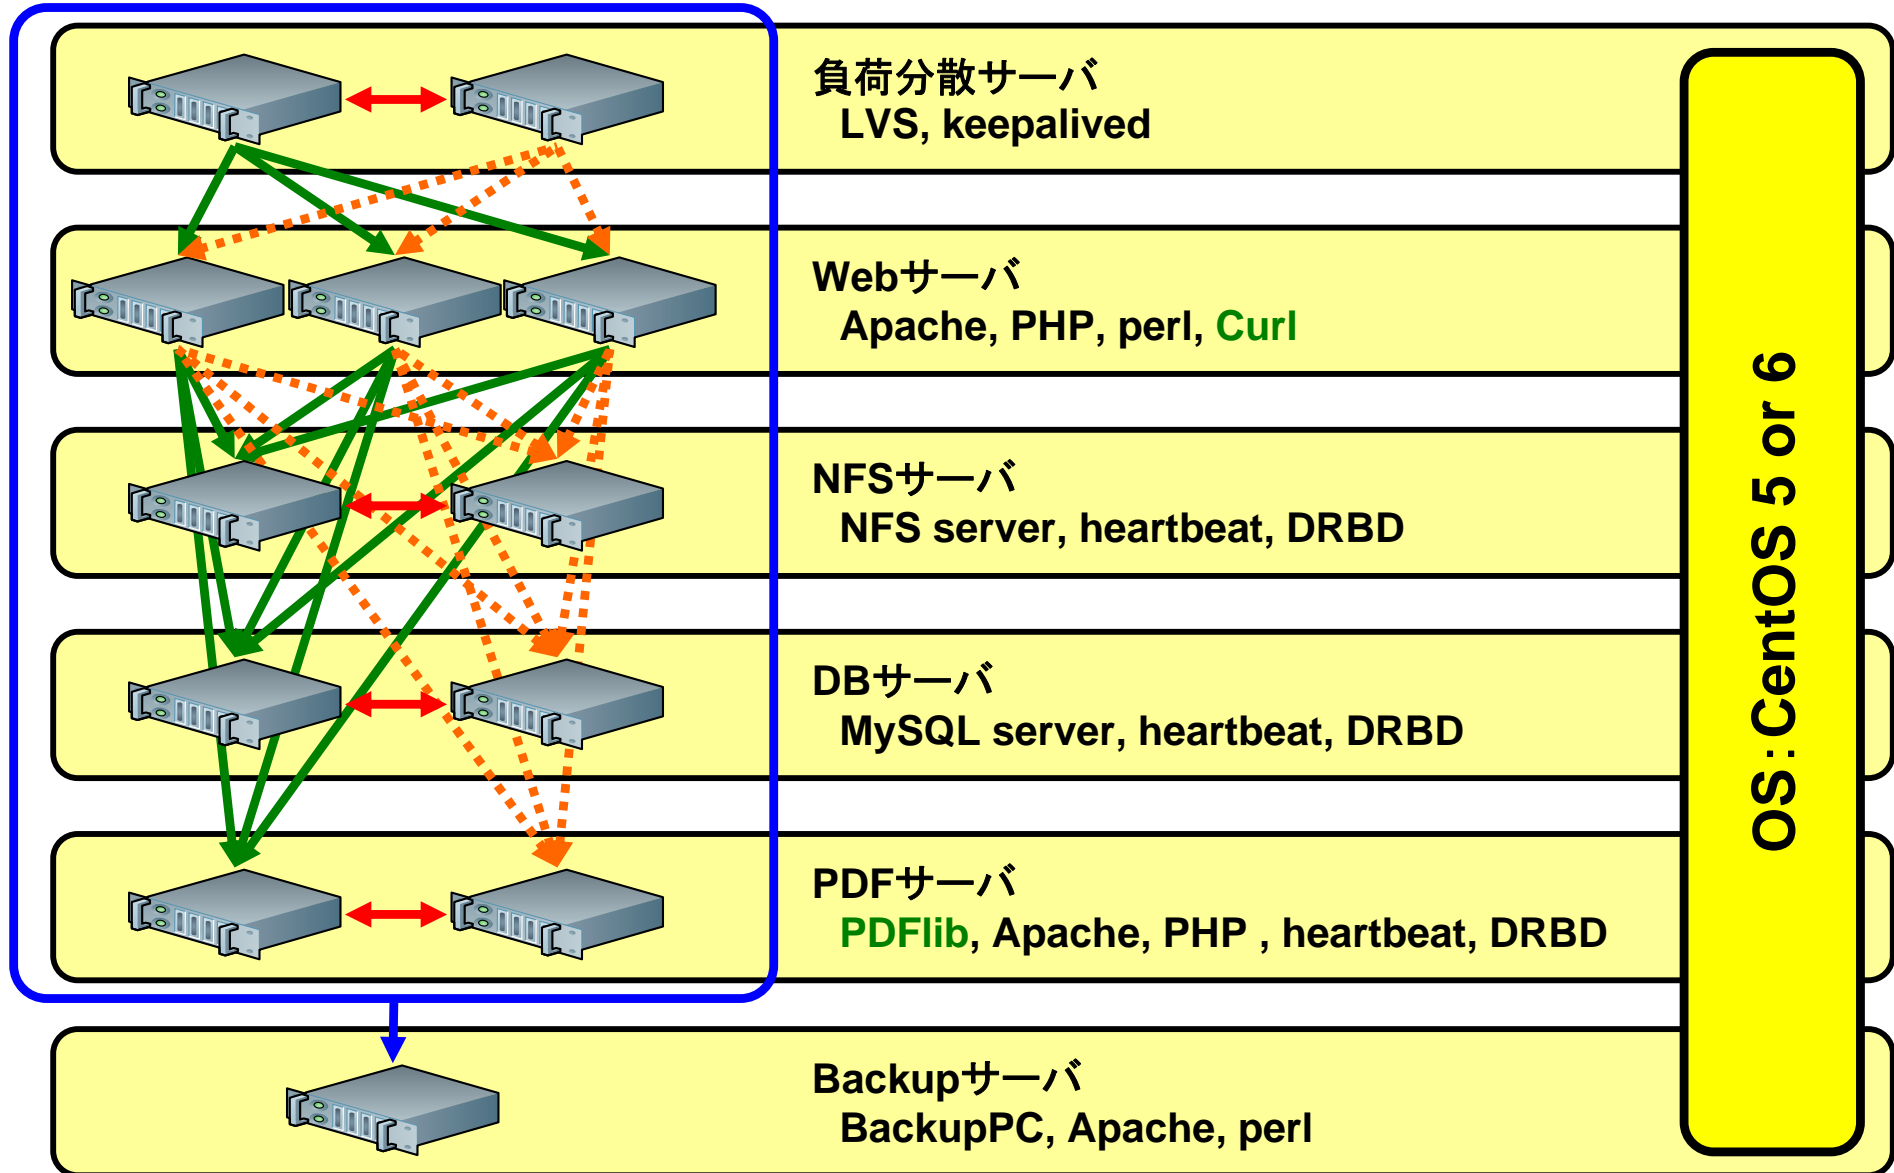 負荷分散サーバ
LVS, keepalived
Webサーバ
Apache, PHP, perl, Curl
NFSサーバ
NFS server, heartbeat, DRBD
DBサーバ
MySQL server, heartbeat, DRBD
PDFサーバ
PDFlib, Apache, PHP , heartbeat, DRBD
Backupサーバ
BackupPC, Apache, perl
OS:CentOS 5 or 6